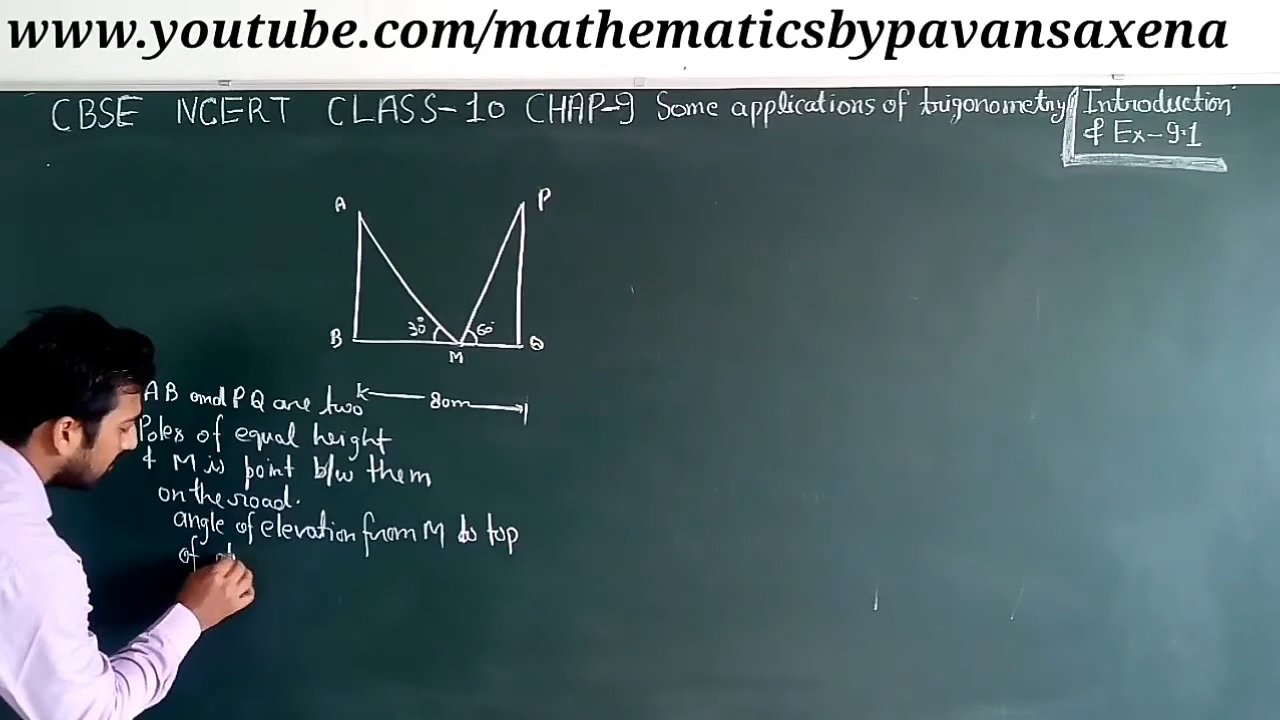 www.youtube.com/mathematicsbypavansaxena
CBSE NCERT CLASS-10 CHAP-9 Some applications of trigonometry Introduction
& Ex-9.1
A
P
30°
60°
B
M
Q
80m
AB and PQ are two
Poles of equal height
& M is point b/w them
on the road.
angle of elevation from M to top
of